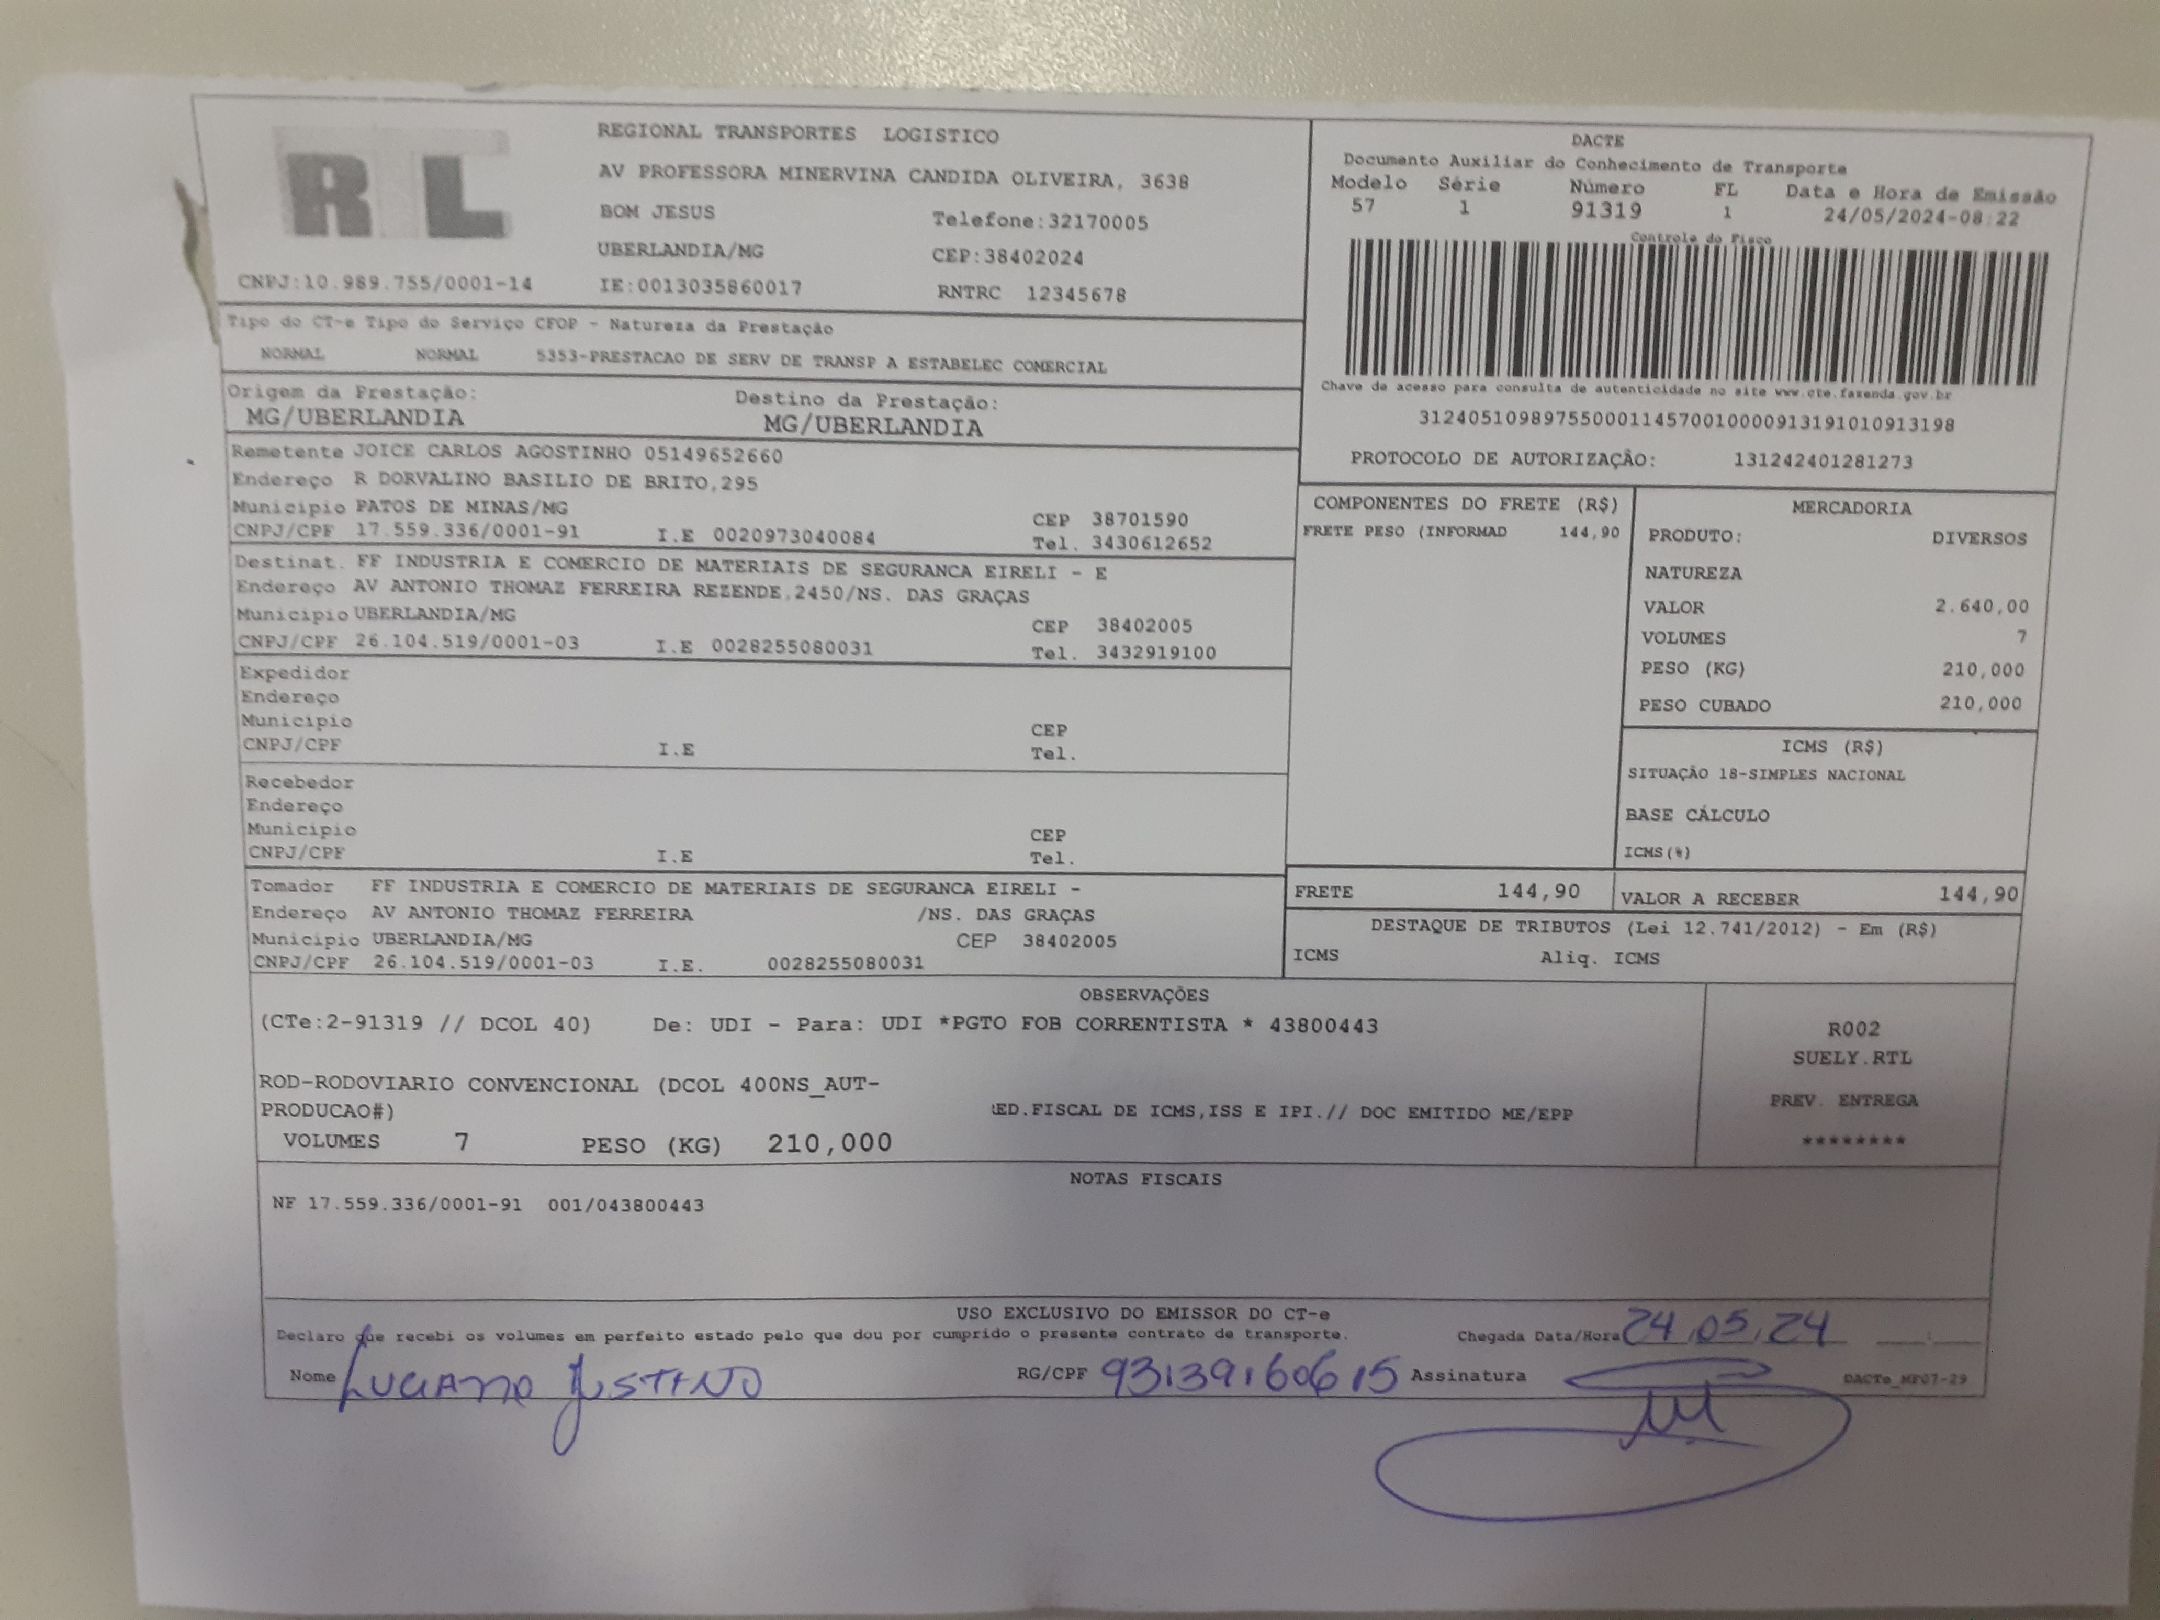 RTL
REGIONAL TRANSPORTES LOGISTICO
AV PROFESSORA MINERVINA CANDIDA OLIVEIRA, 3638
BOM JESUS Telefone:32170005
UBERLANDIA/MG CEP:38402024
CNPJ:10.989.755/0001-14 IE:0013035860017 RNTRC 12345678
DACTE
Documento Auxiliar do Conhecimento de Transporte
Modelo Série Número FL Data e Hora de Emissão
57 1 91319 1 24/05/2024-08:22
Controle do Fisco
Chave de acesso para consulta de autenticidade no site www.cte.fazenda.gov.br
31240510989755000114570010000913191010913198
PROTOCOLO DE AUTORIZAÇÃO: 131242401281273
Tipo do CT-e Tipo do Serviço CFOP - Natureza da Prestação
NORMAL NORMAL 5353-PRESTACAO DE SERV DE TRANSP A ESTABELEC COMERCIAL
Origem da Prestação: Destino da Prestação:
MG/UBERLANDIA MG/UBERLANDIA
Remetente JOICE CARLOS AGOSTINHO 05149652660
Endereço R DORVALINO BASILIO DE BRITO,295
Municipio PATOS DE MINAS/MG CEP 38701590
CNPJ/CPF 17.559.336/0001-91 I.E 0020973040084 Tel. 3430612652
Destinat. FF INDUSTRIA E COMERCIO DE MATERIAIS DE SEGURANCA EIRELI - E
Endereço AV ANTONIO THOMAZ FERREIRA REZENDE,2450/NS. DAS GRAÇAS
Municipio UBERLANDIA/MG CEP 38402005
CNPJ/CPF 26.104.519/0001-03 I.E 0028255080031 Tel. 3432919100
Expedidor
Endereço
Municipio CEP
CNPJ/CPF I.E Tel.
Recebedor
Endereço
Municipio CEP
CNPJ/CPF I.E Tel.
Tomador FF INDUSTRIA E COMERCIO DE MATERIAIS DE SEGURANCA EIRELI -
Endereço AV ANTONIO THOMAZ FERREIRA /NS. DAS GRAÇAS
Municipio UBERLANDIA/MG CEP 38402005
CNPJ/CPF 26.104.519/0001-03 I.E. 0028255080031
COMPONENTES DO FRETE (R$)
FRETE PESO (INFORMAD 144,90
MERCADORIA
PRODUTO: DIVERSOS
NATUREZA
VALOR 2.640,00
VOLUMES 7
PESO (KG) 210,000
PESO CUBADO 210,000
ICMS (R$)
SITUAÇÃO 18-SIMPLES NACIONAL
BASE CÁLCULO
ICMS(%)
FRETE 144,90 VALOR A RECEBER 144,90
DESTAQUE DE TRIBUTOS (Lei 12.741/2012) - Em (R$)
ICMS Aliq. ICMS
OBSERVAÇÕES
(CTe:2-91319 // DCOL 40) De: UDI - Para: UDI *PGTO FOB CORRENTISTA * 43800443
ROD-RODOVIARIO CONVENCIONAL (DCOL 400NS_AUT-
PRODUCAO#) RED.FISCAL DE ICMS,ISS E IPI.// DOC EMITIDO ME/EPP
VOLUMES 7 PESO (KG) 210,000
R002
SUELY.RTL
PREV. ENTREGA
********
NOTAS FISCAIS
NF 17.559.336/0001-91 001/043800443
USO EXCLUSIVO DO EMISSOR DO CT-e
Declaro que recebi os volumes em perfeito estado pelo que dou por cumprido o presente contrato de transporte. Chegada Data/Hora 24.05.24
Nome LUCIANO JUSTINO RG/CPF 93139160615 Assinatura DACTe_MF07-29